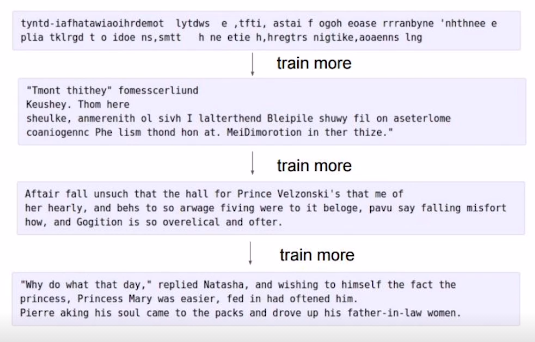 tyntd-iafhatawiaoihrdemot lytdws e ,tfti, astai f ogoh eoase rrranbyne 'nhthnee e
plia tklrgd t o idoe ns,smtt h ne etie h,hregtrs nigtike,aoaenns lng
train more
"Tmont thithey" fomesscerliund
Keushey. Thom here
sheulke, anmerenith ol sivh I lalterthend Bleipile shuwy fil on aseterlome
coaniogennc Phe lism thond hon at. MeiDimorotion in ther thize."
train more
Aftair fall unsuch that the hall for Prince Velzonski's that me of
her hearly, and behs to so arwage fiving were to it beloge, pavu say falling misfort
how, and Gogition is so overelical and ofter.
train more
"Why do what that day," replied Natasha, and wishing to himself the fact the
princess, Princess Mary was easier, fed in had oftened him.
Pierre aking his soul came to the packs and drove up his father-in-law women.